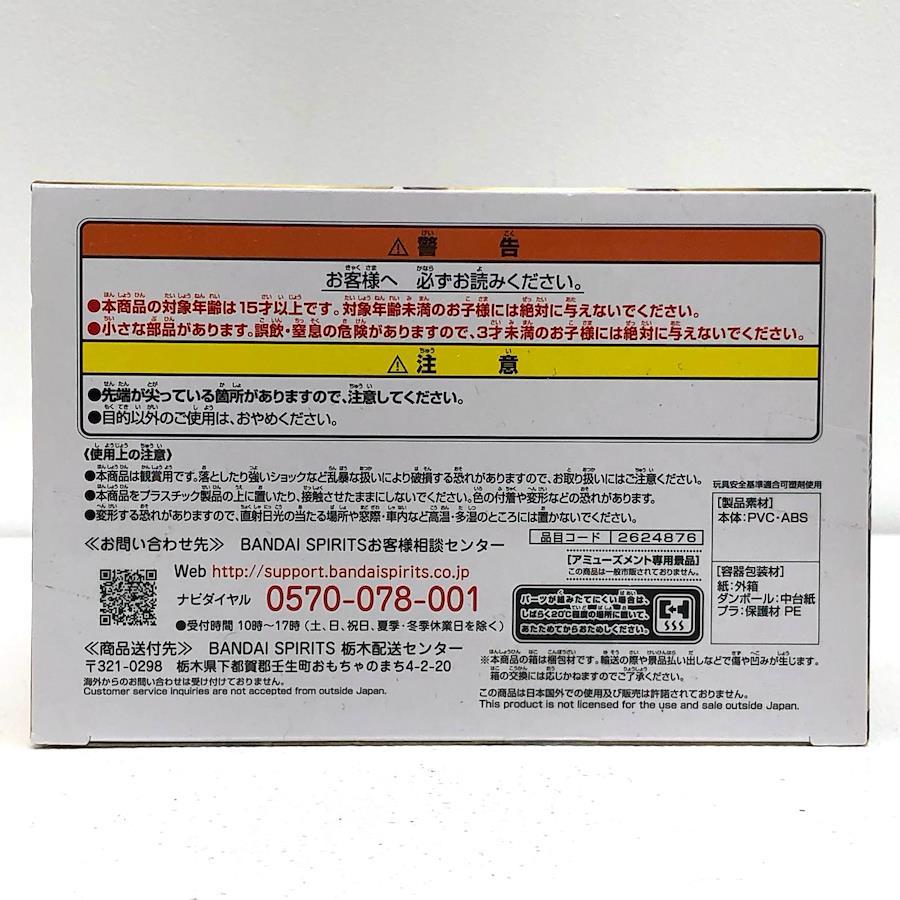 ⚠警告
お客様へ 必ずお読みください。
●本商品の対象年齢は15才以上です。対象年齢未満のお子様には絶対に与えないでください。
●小さな部品があります。誤飲・窒息の危険がありますので、3才未満のお子様には絶対に与えないでください。
⚠注意
●先端が尖っている箇所がありますので、注意してください。
●目的以外のご使用は、おやめください。
《使用上の注意》
●本商品は観賞用です。落としたり強いショックなど乱暴な扱いにより破損する恐れがありますので、お取り扱いにはご注意ください。
●本商品をプラスチック製品の上に置いたり、接触させたままにしないでください。色の付着や変形などの恐れがあります。
●変形する恐れがありますので、直射日光の当たる場所や窓際・車内など高温・多湿のところには置かないでください。
≪お問い合わせ先≫ BANDAI SPIRITSお客様相談センター
Web http://support.bandaispirits.co.jp
ナビダイヤル 0570-078-001
●受付時間 10時〜17時（土、日、祝日、夏季・冬季休業日を除く）
≪商品送付先≫ BANDAI SPIRITS 栃木配送センター
〒321-0298 栃木県下都賀郡壬生町おもちゃのまち4-2-20
海外からのお問い合わせは受け付けておりません。
Customer service inquiries are not accepted from outside Japan.
品目コード 2624876
[アミューズメント専用景品]
この商品は一般市販されておりません。
パーツが組みたてにくい場合は、
しばらく20℃程度の場所に置いて、
あたためてからおためしください。
※本商品の箱は梱包材です。輸送の際や景品払い出しなどで傷や凹みが生じます。
箱の交換には応じかねますのでご了承ください。
この商品は日本国外での使用及び販売は許諾されておりません。
This product is not licensed for the use and sale outside Japan.
玩具安全基準適合可塑剤使用
[製品素材]
本体:PVC・ABS
[容器包装材]
紙:外箱
ダンボール:中台紙
プラ:保護材 PE